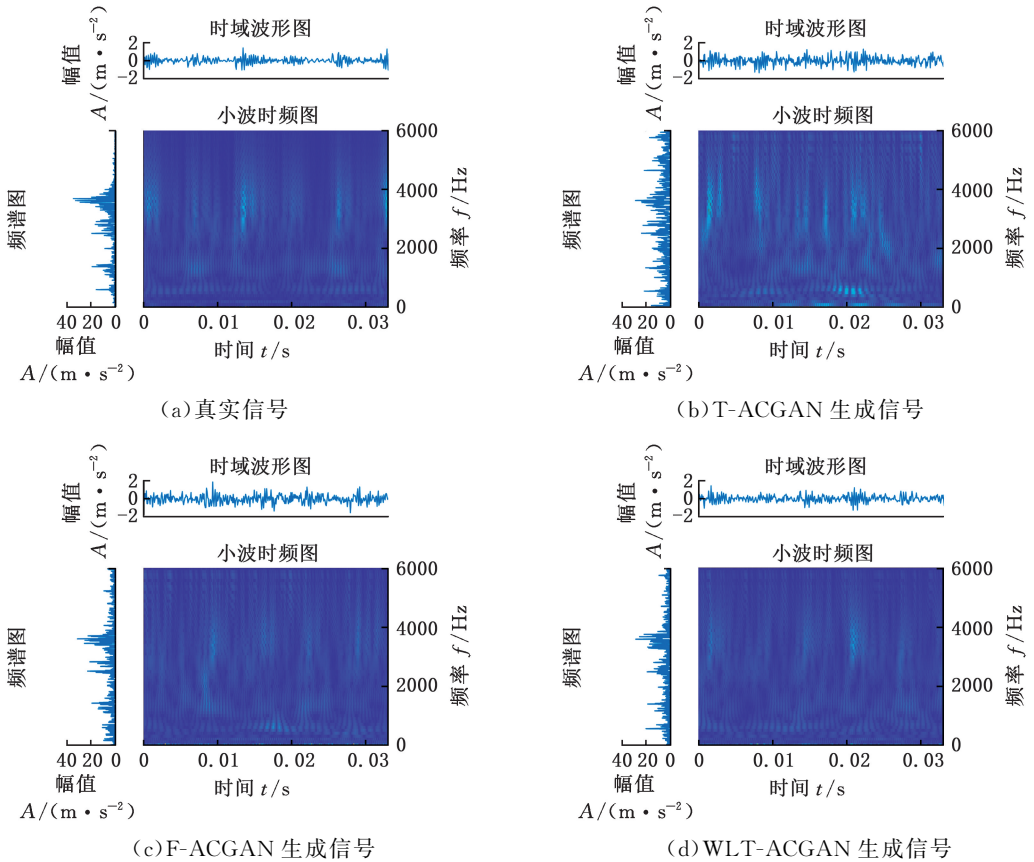 时域波形图
幅值
A/(m·s⁻²)
2
0
−2
小波时频图
频谱图
6000
4000
2000
0
频率 f/Hz
40 20 0
幅值
A/(m·s⁻²)
0 0.01 0.02 0.03
时间 t/s
(a)真实信号
时域波形图
幅值
A/(m·s⁻²)
2
0
−2
小波时频图
频谱图
6000
4000
2000
0
频率 f/Hz
40 20 0
幅值
A/(m·s⁻²)
0 0.01 0.02 0.03
时间 t/s
(b)T-ACGAN 生成信号
时域波形图
幅值
A/(m·s⁻²)
2
0
−2
小波时频图
频谱图
6000
4000
2000
0
频率 f/Hz
40 20 0
幅值
A/(m·s⁻²)
0 0.01 0.02 0.03
时间 t/s
(c)F-ACGAN 生成信号
时域波形图
幅值
A/(m·s⁻²)
2
0
−2
小波时频图
频谱图
6000
4000
2000
0
频率 f/Hz
40 20 0
幅值
A/(m·s⁻²)
0 0.01 0.02 0.03
时间 t/s
(d)WLT-ACGAN 生成信号